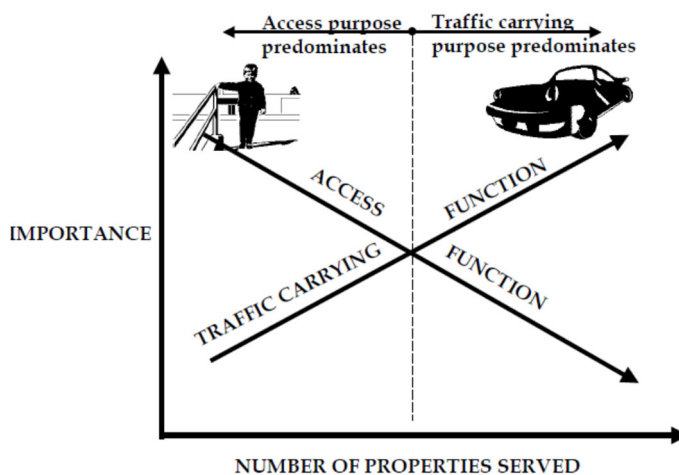 Access purpose
predominates
Traffic carrying
purpose predominates
ACCESS
FUNCTION
IMPORTANCE
TRAFFIC CARRYING
FUNCTION
NUMBER OF PROPERTIES SERVED